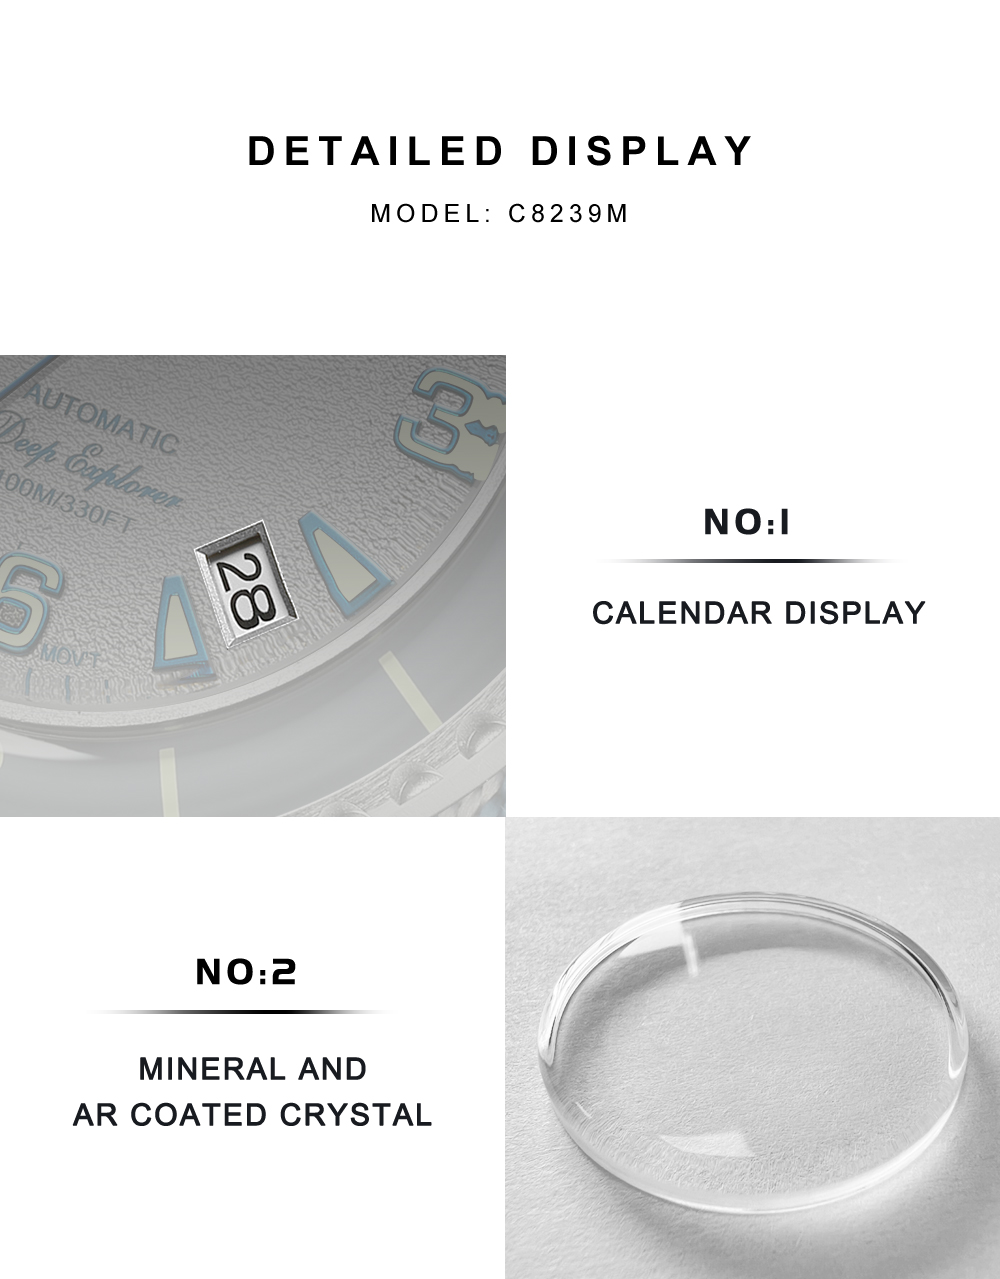 DETAILED DISPLAY
MODEL: C8239M
AUTOMATIC
Deep Explorer
100M/330FT
3
28
6
MOV'T
NO:1
CALENDAR DISPLAY
NO:2
MINERAL AND
AR COATED CRYSTAL